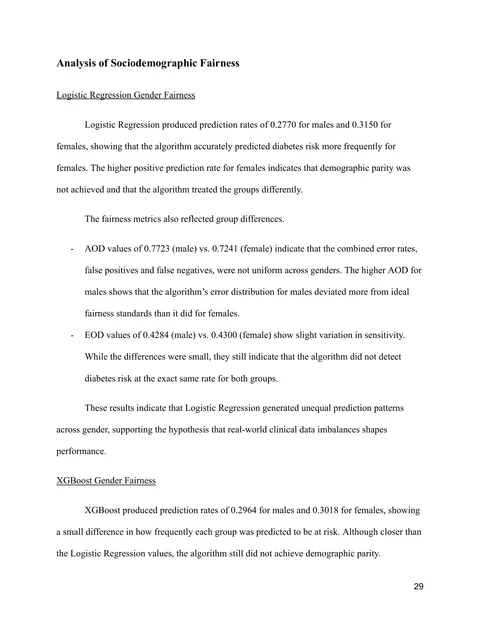 Analysis of Sociodemographic Fairness
Logistic Regression Gender Fairness
Logistic Regression produced prediction rates of 0.2770 for males and 0.3150 for
females, showing that the algorithm accurately predicted diabetes risk more frequently for
females. The higher positive prediction rate for females indicates that demographic parity was
not achieved and that the algorithm treated the groups differently.
The fairness metrics also reflected group differences.
- AOD values of 0.7723 (male) vs. 0.7241 (female) indicate that the combined error rates,
false positives and false negatives, were not uniform across genders. The higher AOD for
males shows that the algorithm’s error distribution for males deviated more from ideal
fairness standards than it did for females.
- EOD values of 0.4284 (male) vs. 0.4300 (female) show slight variation in sensitivity.
While the differences were small, they still indicate that the algorithm did not detect
diabetes risk at the exact same rate for both groups.
These results indicate that Logistic Regression generated unequal prediction patterns
across gender, supporting the hypothesis that real-world clinical data imbalances shapes
performance.
XGBoost Gender Fairness
XGBoost produced prediction rates of 0.2964 for males and 0.3018 for females, showing
a small difference in how frequently each group was predicted to be at risk. Although closer than
the Logistic Regression values, the algorithm still did not achieve demographic parity.
29